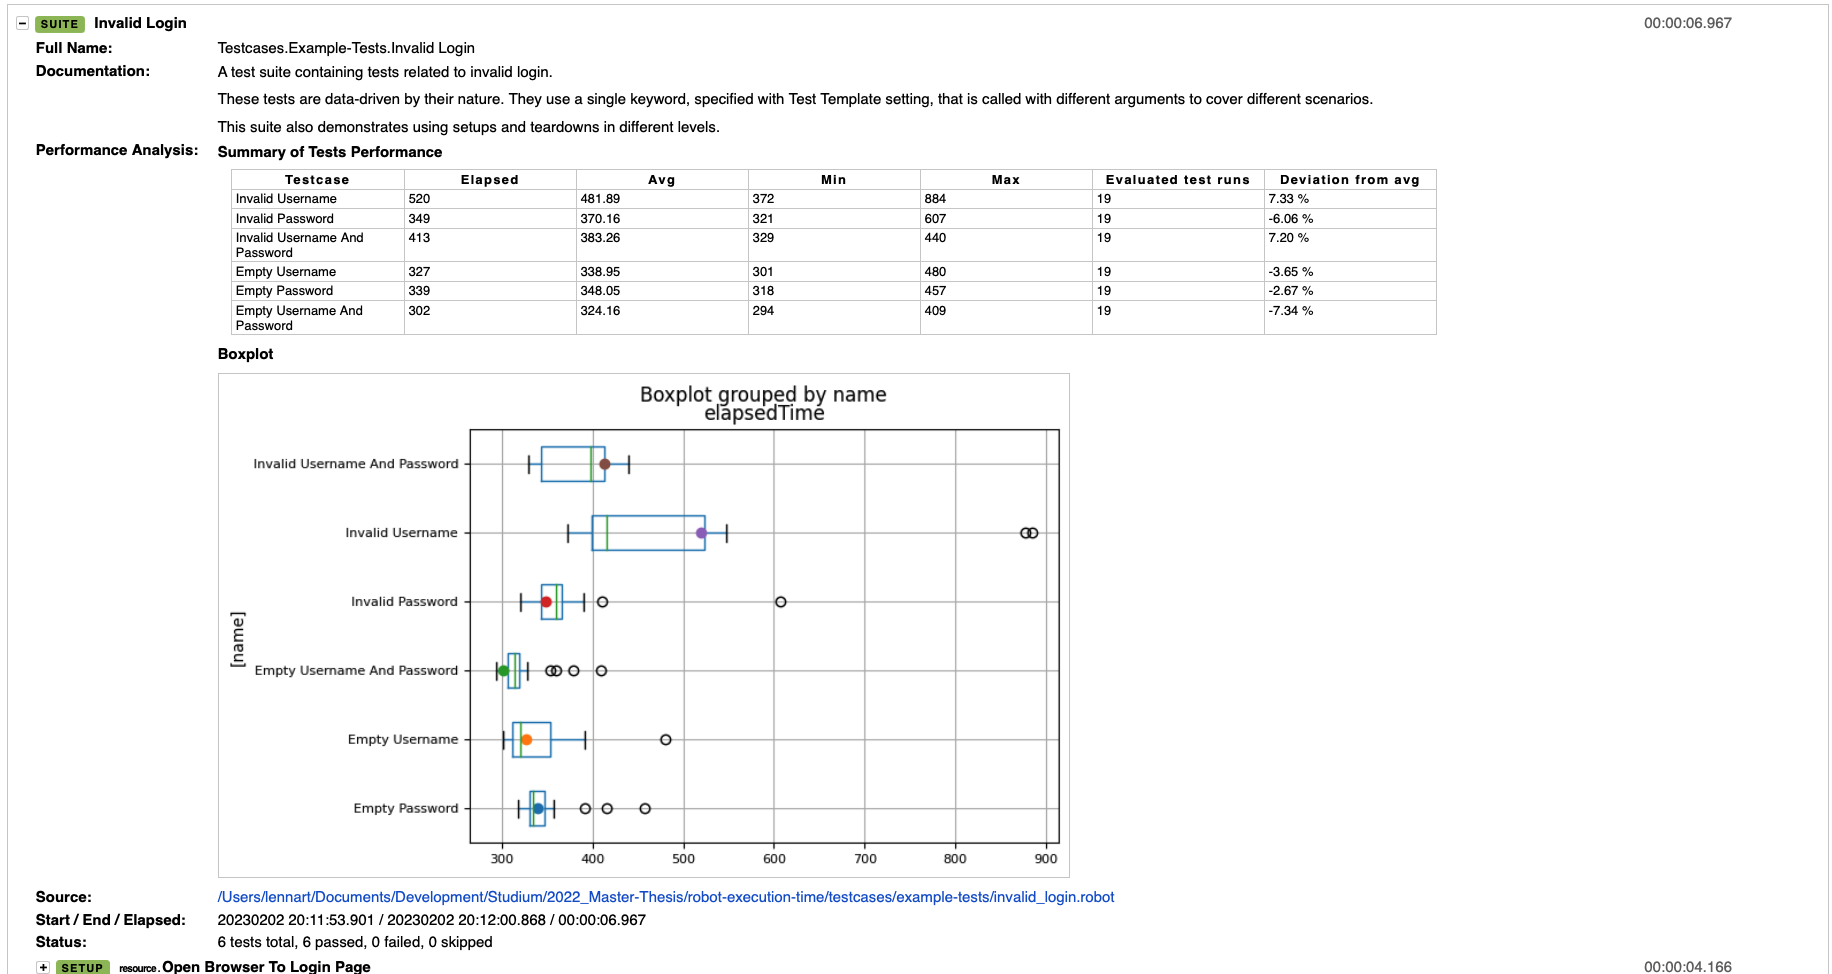 SUITE Invalid Login 00:00:06.967
Full Name: Testcases.Example-Tests.Invalid Login
Documentation: A test suite containing tests related to invalid login.
These tests are data-driven by their nature. They use a single keyword, specified with Test Template setting, that is called with different arguments to cover different scenarios.
This suite also demonstrates using setups and teardowns in different levels.
Performance Analysis: Summary of Tests Performance
Testcase Elapsed Avg Min Max Evaluated test runs Deviation from avg
Invalid Username 520 481.89 372 884 19 7.33 %
Invalid Password 349 370.16 321 607 19 -6.06 %
Invalid Username And 413 383.26 329 440 19 7.20 %
Password
Empty Username 327 338.95 301 480 19 -3.65 %
Empty Password 339 348.05 318 457 19 -2.67 %
Empty Username And 302 324.16 294 409 19 -7.34 %
Password
Boxplot
Boxplot grouped by name
elapsedTime
Invalid Username And Password
Invalid Username
Invalid Password
[name]
Empty Username And Password
Empty Username
Empty Password
300 400 500 600 700 800 900
Source: /Users/lennart/Documents/Development/Studium/2022_Master-Thesis/robot-execution-time/testcases/example-tests/invalid_login.robot
Start / End / Elapsed: 20230202 20:11:53.901 / 20230202 20:12:00.868 / 00:00:06.967
Status: 6 tests total, 6 passed, 0 failed, 0 skipped
SETUP resource.Open Browser To Login Page 00:00:04.166